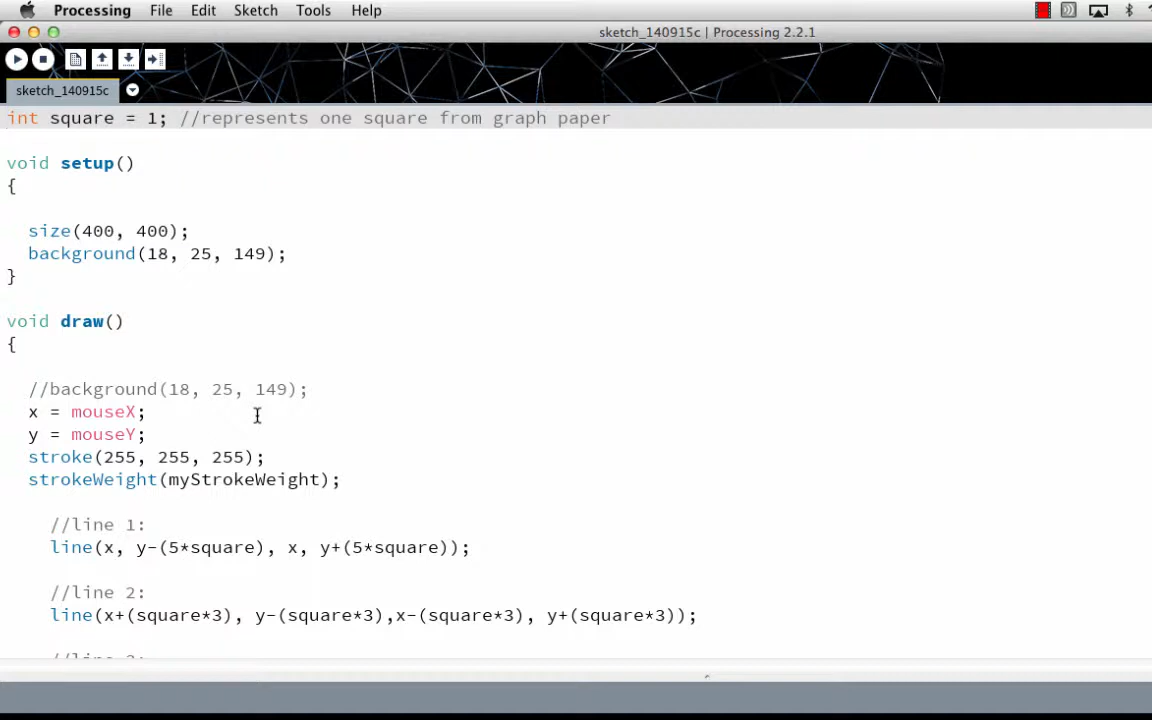 Processing File Edit Sketch Tools Help
sketch_140915c | Processing 2.2.1
sketch_140915c
int square = 1; //represents one square from graph paper
void setup()
{
size(400, 400);
background(18, 25, 149);
}
void draw()
{
//background(18, 25, 149);
x = mouseX;
y = mouseY;
stroke(255, 255, 255);
strokeWeight(myStrokeWeight);
//line 1:
line(x, y-(5*square), x, y+(5*square));
//line 2:
line(x+(square*3), y-(square*3),x-(square*3), y+(square*3));